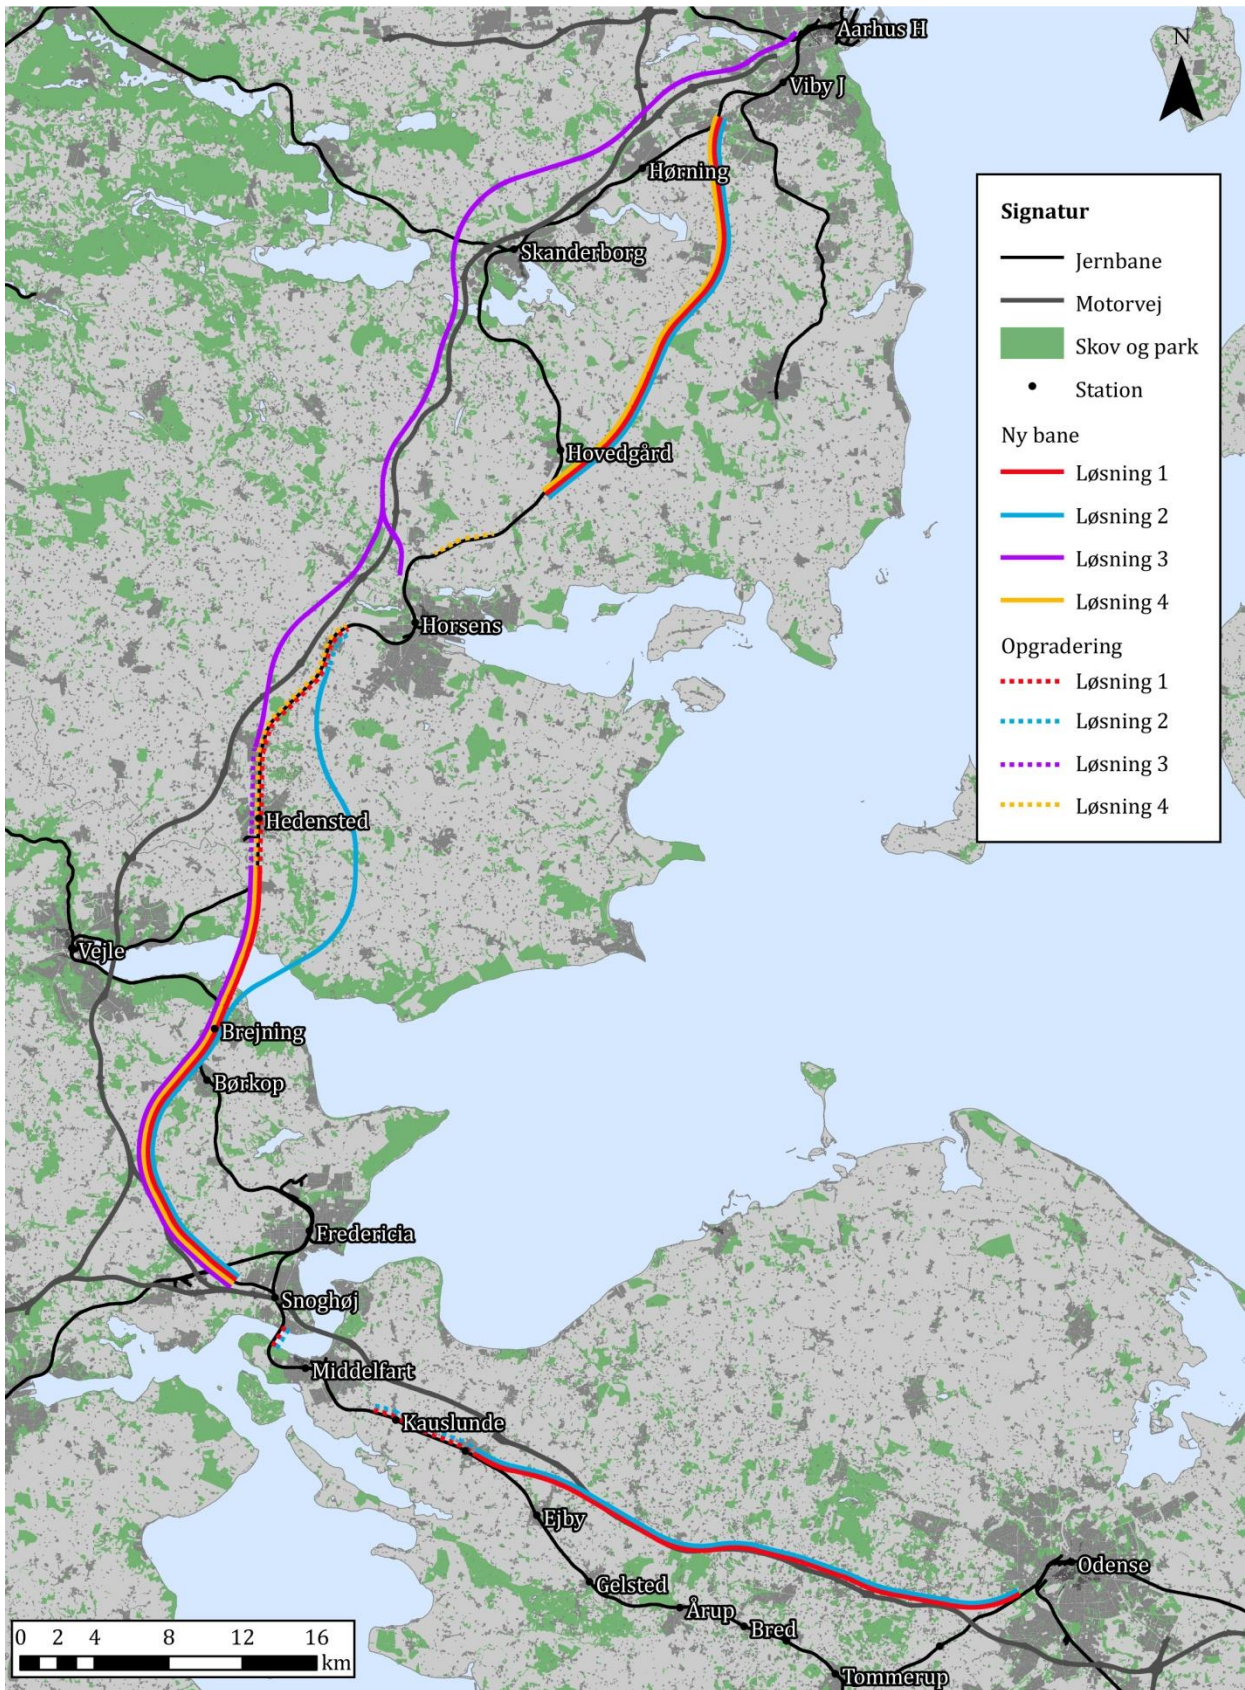 Aarhus H
N
Viby J
Hørning
Skanderborg
Hovedgård
Horsens
Hedensted
Vejle
Brejning
Børkop
Fredericia
Snoghøj
Middelfart
Kauslunde
Ejby
Gelsted
Årup
Bred
Tommerup
Odense
Signatur
Jernbane
Motorvej
Skov og park
Station
Ny bane
Løsning 1
Løsning 2
Løsning 3
Løsning 4
Opgradering
Løsning 1
Løsning 2
Løsning 3
Løsning 4
0 2 4 8 12 16
km